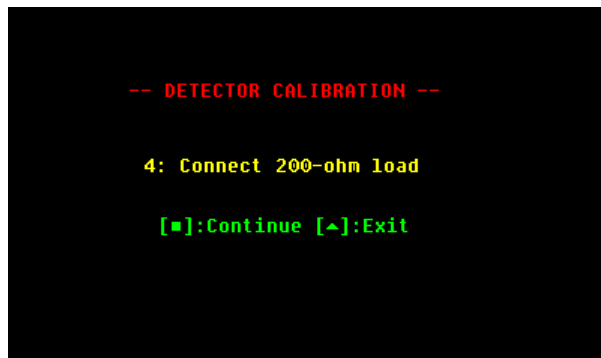 -- DETECTOR CALIBRATION --
4: Connect 200-ohm load
[■]:Continue [▲]:Exit